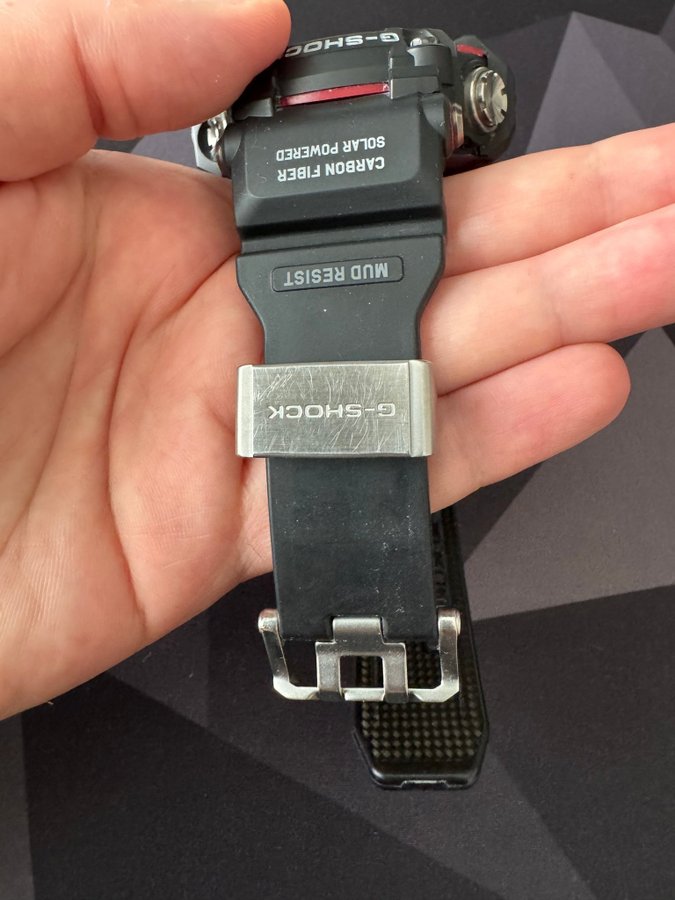 G-SHOCK
CARBON FIBER
SOLAR POWERED
MUD RESIST
G-SHOCK